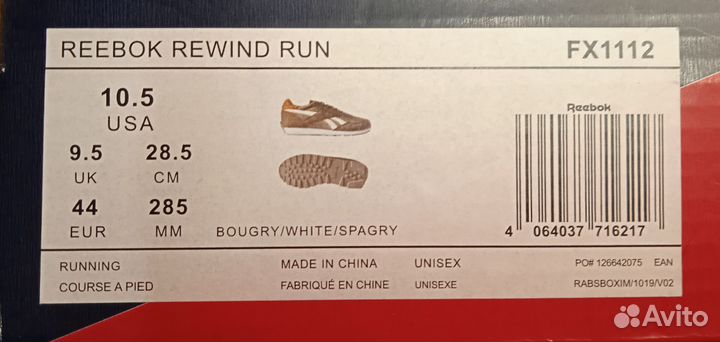 REEBOK REWIND RUN FX1112
10.5
USA
9.5 28.5
UK CM
44 285
EUR MM
BOUGRY/WHITE/SPAGRY
Reebok
4 064037 716217
RUNNING MADE IN CHINA UNISEX PO# 126642075 EAN
COURSE A PIED FABRIQUÉ EN CHINE UNISEXE RABSBOXIM/1019/V02
Avito